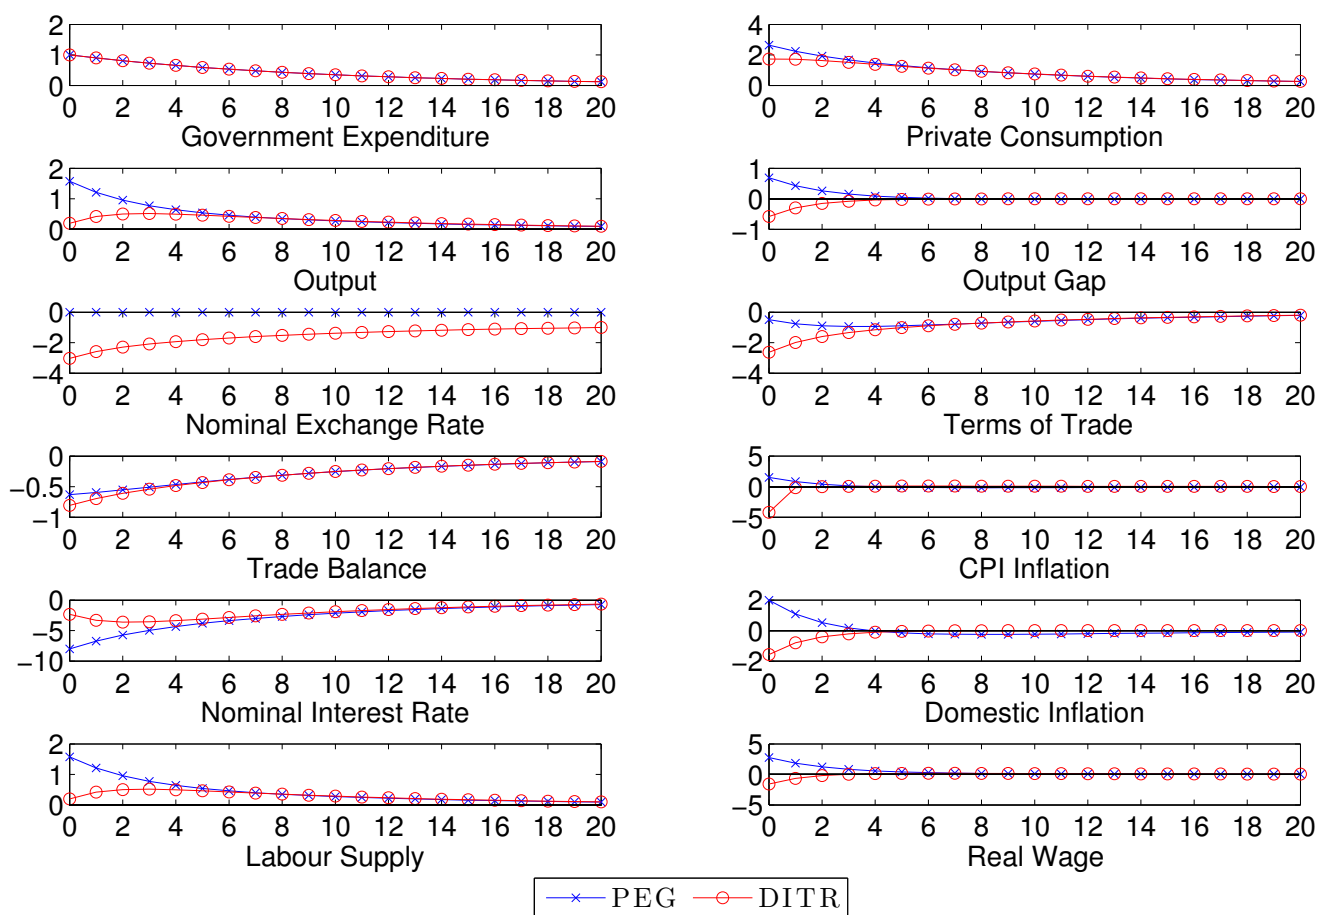 2
1
0
0 2 4 6 8 10 12 14 16 18 20
Government Expenditure
4
2
0
0 2 4 6 8 10 12 14 16 18 20
Private Consumption
2
1
0
0 2 4 6 8 10 12 14 16 18 20
Output
1
0
−1
0 2 4 6 8 10 12 14 16 18 20
Output Gap
0
−2
−4
0 2 4 6 8 10 12 14 16 18 20
Nominal Exchange Rate
0
−2
−4
0 2 4 6 8 10 12 14 16 18 20
Terms of Trade
0
−0.5
−1
0 2 4 6 8 10 12 14 16 18 20
Trade Balance
5
0
−5
0 2 4 6 8 10 12 14 16 18 20
CPI Inflation
0
−5
−10
0 2 4 6 8 10 12 14 16 18 20
Nominal Interest Rate
2
0
−2
0 2 4 6 8 10 12 14 16 18 20
Domestic Inflation
2
1
0
0 2 4 6 8 10 12 14 16 18 20
Labour Supply
5
0
−5
0 2 4 6 8 10 12 14 16 18 20
Real Wage
PEG DITR